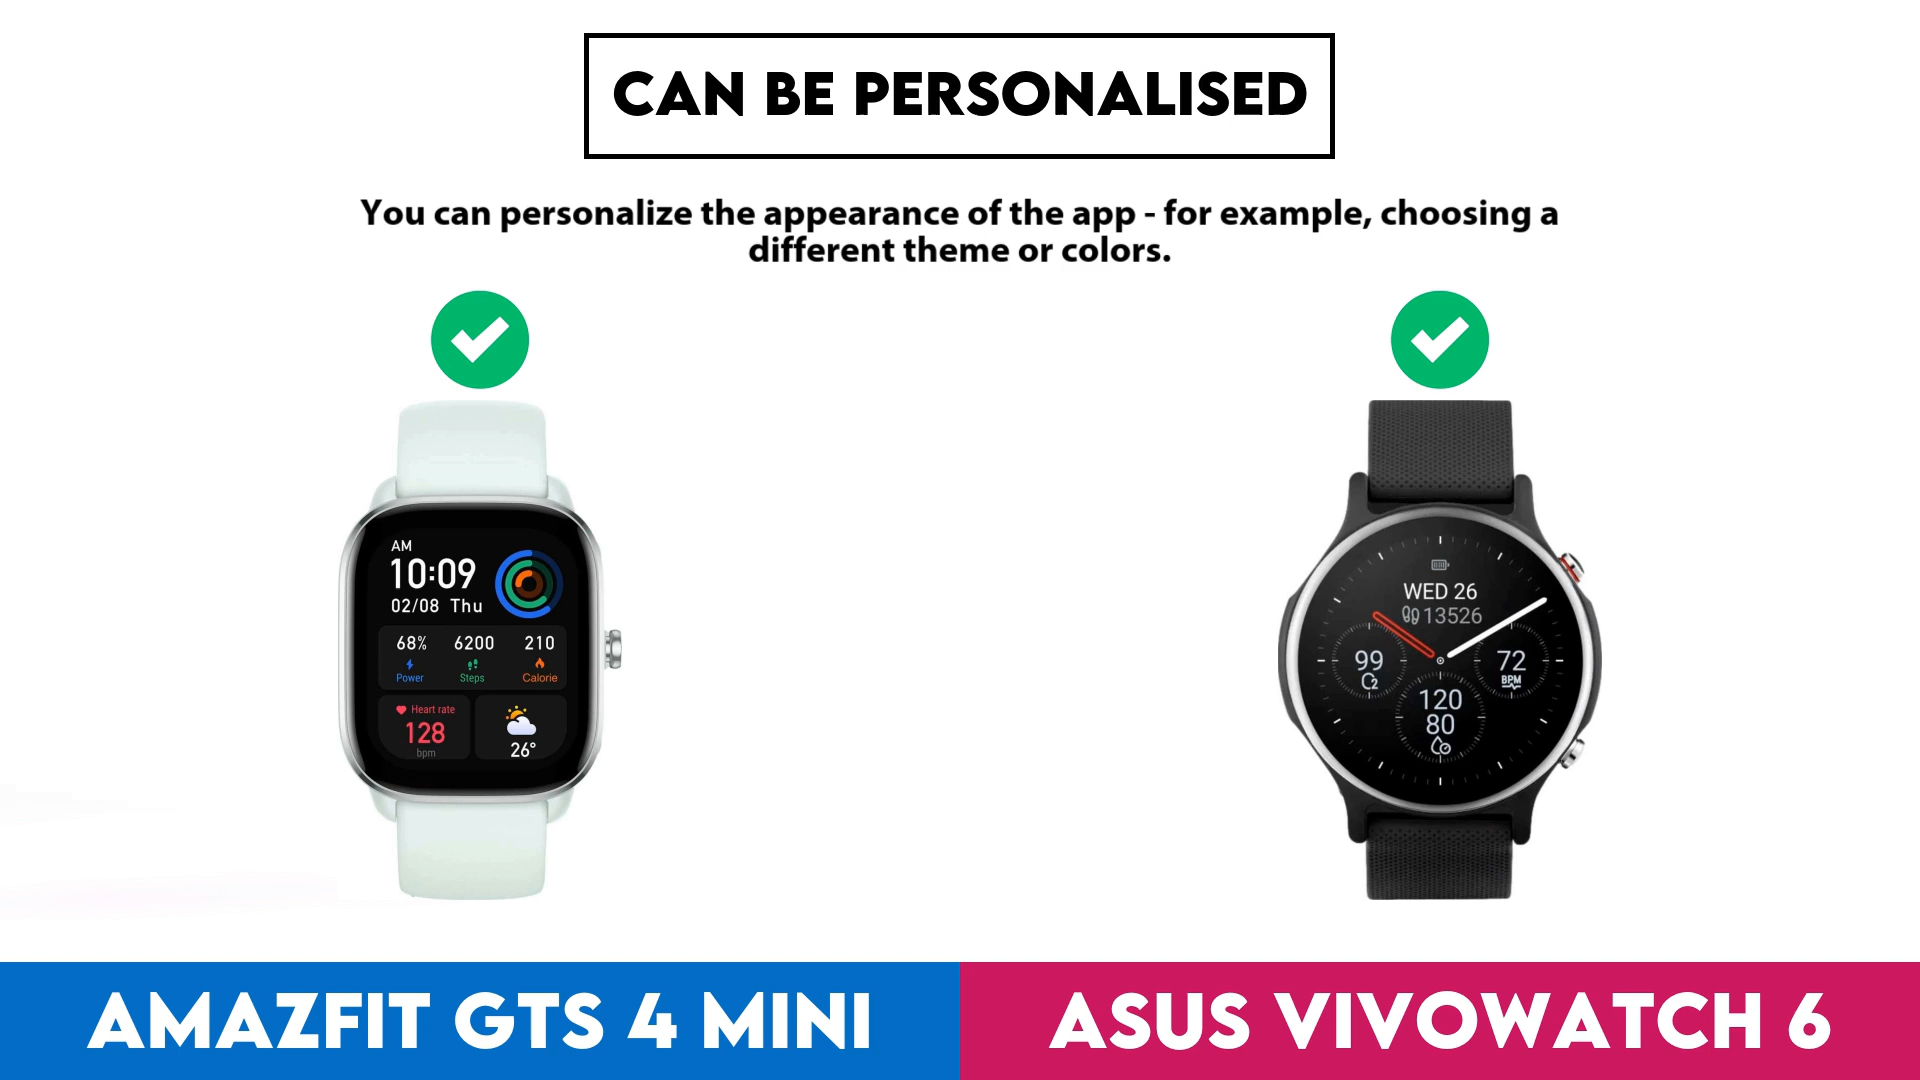 CAN BE PERSONALISED
You can personalize the appearance of the app - for example, choosing a
different theme or colors.
AM
10:09
02/08 Thu
68% 6200 210
Power Steps Calorie
Heart rate
128
bpm
26°
WED 26
13526
99
72
BPM
120
80
AMAZFIT GTS 4 MINI
ASUS VIVOWATCH 6